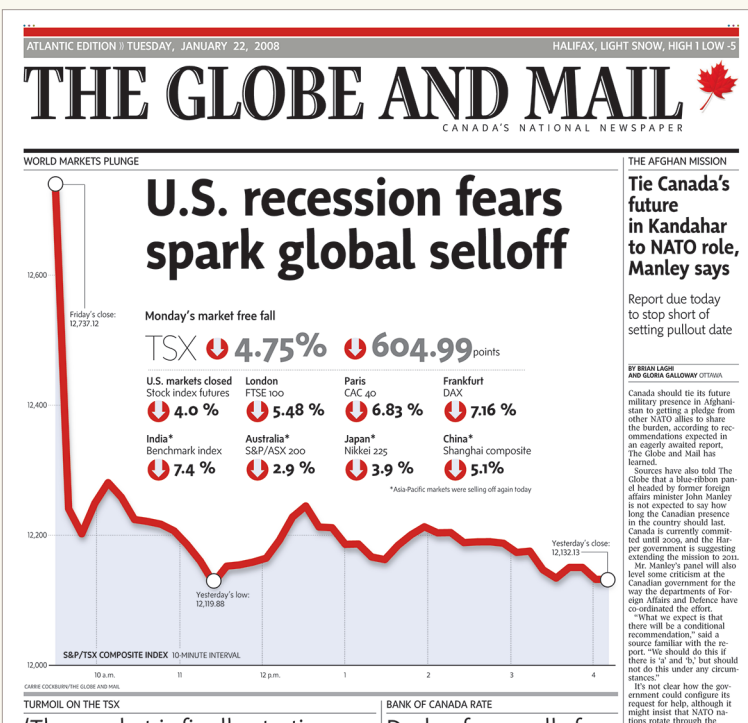 ATLANTIC EDITION » TUESDAY, JANUARY 22, 2008
HALIFAX, LIGHT SNOW, HIGH 1 LOW -5
THE GLOBE AND MAIL
CANADA'S NATIONAL NEWSPAPER
WORLD MARKETS PLUNGE
U.S. recession fears
spark global selloff
12,600
12,400
12,200
12,000
Friday's close:
12,737.12
Monday's market free fall
TSX 4.75% 604.99 points
U.S. markets closed
Stock index futures
4.0 %
London
FTSE 100
5.48 %
Paris
CAC 40
6.83 %
Frankfurt
DAX
7.16 %
India*
Benchmark index
7.4 %
Australia*
S&P/ASX 200
2.9 %
Japan*
Nikkei 225
3.9 %
China*
Shanghai composite
5.1%
*Asia-Pacific markets were selling off again today
Yesterday's close:
12,132.13
Yesterday's low:
12,119.88
S&P/TSX COMPOSITE INDEX 10-MINUTE INTERVAL
10 a.m. 11 12 p.m. 1 2 3 4
CARRIE COCKBURN/THE GLOBE AND MAIL
TURMOIL ON THE TSX
BANK OF CANADA RATE
THE AFGHAN MISSION
Tie Canada's
future
in Kandahar
to NATO role,
Manley says
Report due today
to stop short of
setting pullout date
BY BRIAN LAGHI
AND GLORIA GALLOWAY OTTAWA
Canada should tie its future
military presence in Afghani-
stan to getting a pledge from
other NATO allies to share
the burden, according to rec-
ommendations expected in
an eagerly awaited report,
The Globe and Mail has
learned.
Sources have also told The
Globe that a blue-ribbon pan-
el headed by former foreign
affairs minister John Manley
is not expected to say how
long the Canadian presence
in the country should last.
Canada is currently commit-
ted until 2009, and the Har-
per government is suggesting
extending the mission to 2011.
Mr. Manley's panel will also
level some criticism at the
Canadian government for the
way the departments of For-
eign Affairs and Defence have
co-ordinated the effort.
"What we expect is that
there will be a conditional
recommendation," said a
source familiar with the re-
port. "We should do this if
there is 'a' and 'b,' but should
not do this under any circum-
stances."
It's not clear how the gov-
ernment could configure its
request for help, although it
might insist that NATO na-
tions rotate through the